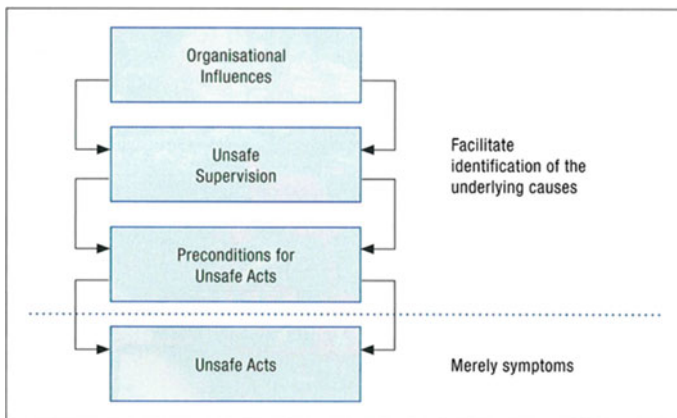 Organisational
Influences
Unsafe
Supervision
Facilitate
identification of the
underlying causes
Preconditions for
Unsafe Acts
Unsafe Acts
Merely symptoms